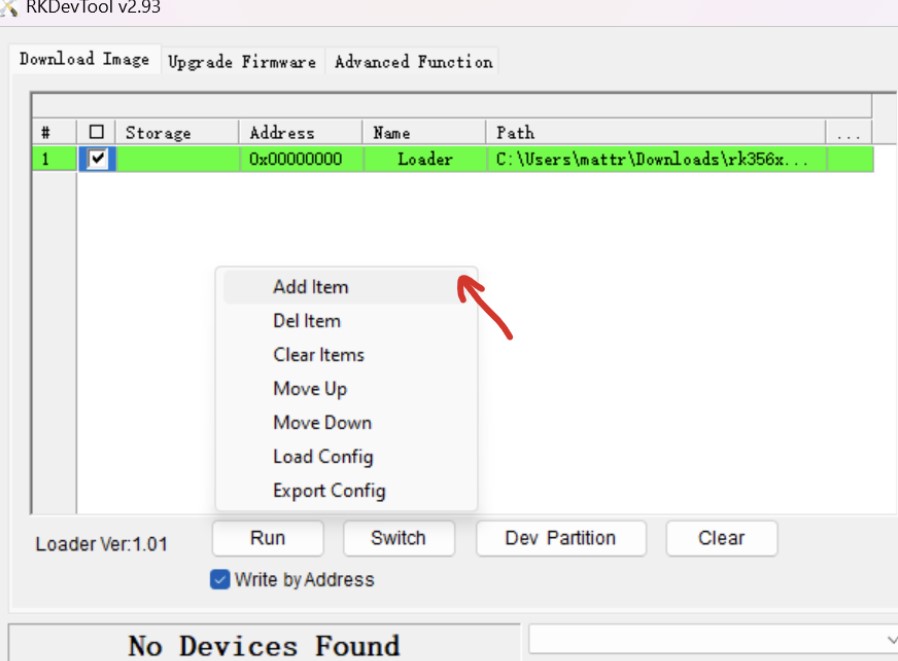 RKDevTool v2.93
Download Image Upgrade Firmware Advanced Function
# Storage Address Name Path ...
1 0x00000000 Loader C:\Users\mattr\Downloads\rk356x...
Add Item
Del Item
Clear Items
Move Up
Move Down
Load Config
Export Config
Loader Ver:1.01 Run Switch Dev Partition Clear
Write by Address
No Devices Found